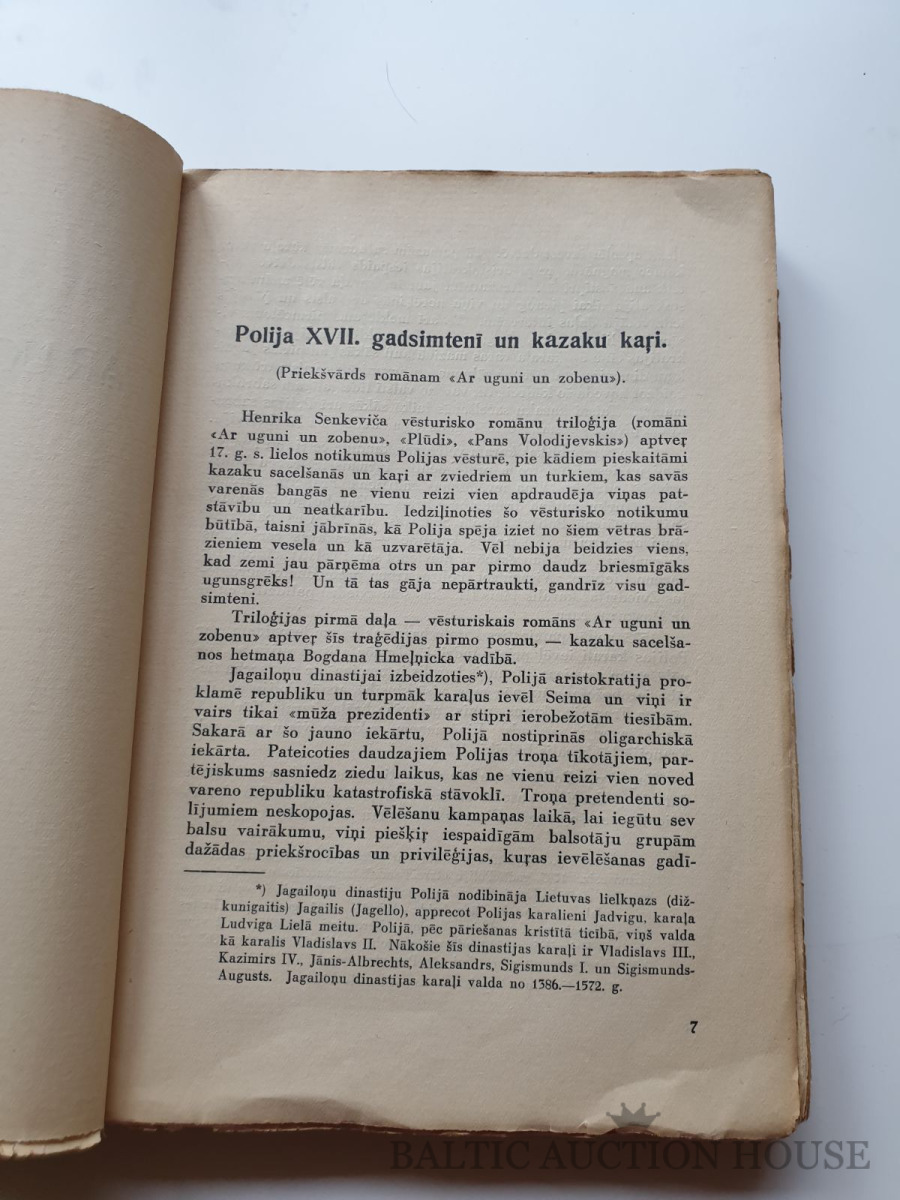 Polija XVII. gadsimtenī un kazaku kaŗi.
(Priekšvārds romānam «Ar uguni un zobenu»).
Henrika Senkeviča vēsturisko romānu triloģija (romāni
«Ar uguni un zobenu», «Plūdi», «Pans Volodijevskis») aptveŗ
17. g. s. lielos notikumus Polijas vēsturē, pie kādiem pieskaitāmi
kazaku sacelšanās un kaŗi ar zviedriem un turkiem, kas savās
varenās bangās ne vienu reizi vien apdraudēja viņas pat-
stāvību un neatkarību. Iedziļinoties šo vēsturisko notikumu
būtībā, taisni jābrīnās, kā Polija spēja iziet no šiem vētras brā-
zieniem vesela un kā uzvarētāja. Vēl nebija beidzies viens,
kad zemi jau pārņēma otrs un par pirmo daudz briesmīgāks
ugunsgrēks! Un tā tas gāja nepārtraukti, gandrīz visu gad-
simteni.
Triloģijas pirmā daļa — vēsturiskais romāns «Ar uguni un
zobenu» aptveŗ šīs traģēdijas pirmo posmu, — kazaku sacelša-
nos hetmaņa Bogdana Hmeļņicka vadībā.
Jagailoņu dinastijai izbeidzoties*), Polijā aristokratija pro-
klamē republiku un turpmāk karaļus ievēl Seima un viņi ir
vairs tikai «mūža prezidenti» ar stipri ierobežotām tiesībām.
Sakarā ar šo jauno iekārtu, Polijā nostiprinās oligarchiskā
iekārta. Pateicoties daudzajiem Polijas troņa tīkotājiem, par-
tējiskums sasniedz ziedu laikus, kas ne vienu reizi vien noved
vareno republiku katastrofiskā stāvoklī. Troņa pretendenti so-
lījumiem neskopojas. Vēlēšanu kampaņas laikā, lai iegūtu sev
balsu vairākumu, viņi piešķiŗ iespaidīgām balsotāju grupām
dažādas priekšrocības un privilēģijas, kuŗas ievēlēšanas gadī-
*) Jagailoņu dinastiju Polijā nodibināja Lietuvas lielkņazs (diž-
kunigaitis) Jagailis (Jagello), apprecot Polijas karalieni Jadvigu, karaļa
Ludviga Lielā meitu. Polijā, pēc pāriešanas kristītā ticībā, viņš valda
kā karalis Vladislavs II. Nākošie šīs dinastijas karaļi ir Vladislavs III.,
Kazimirs IV., Jānis-Albrechts, Aleksandrs, Sigismunds I. un Sigismunds-
Augusts. Jagailoņu dinastijas karaļi valda no 1386.—1572. g.
7
BALTIC AUCTION HOUSE